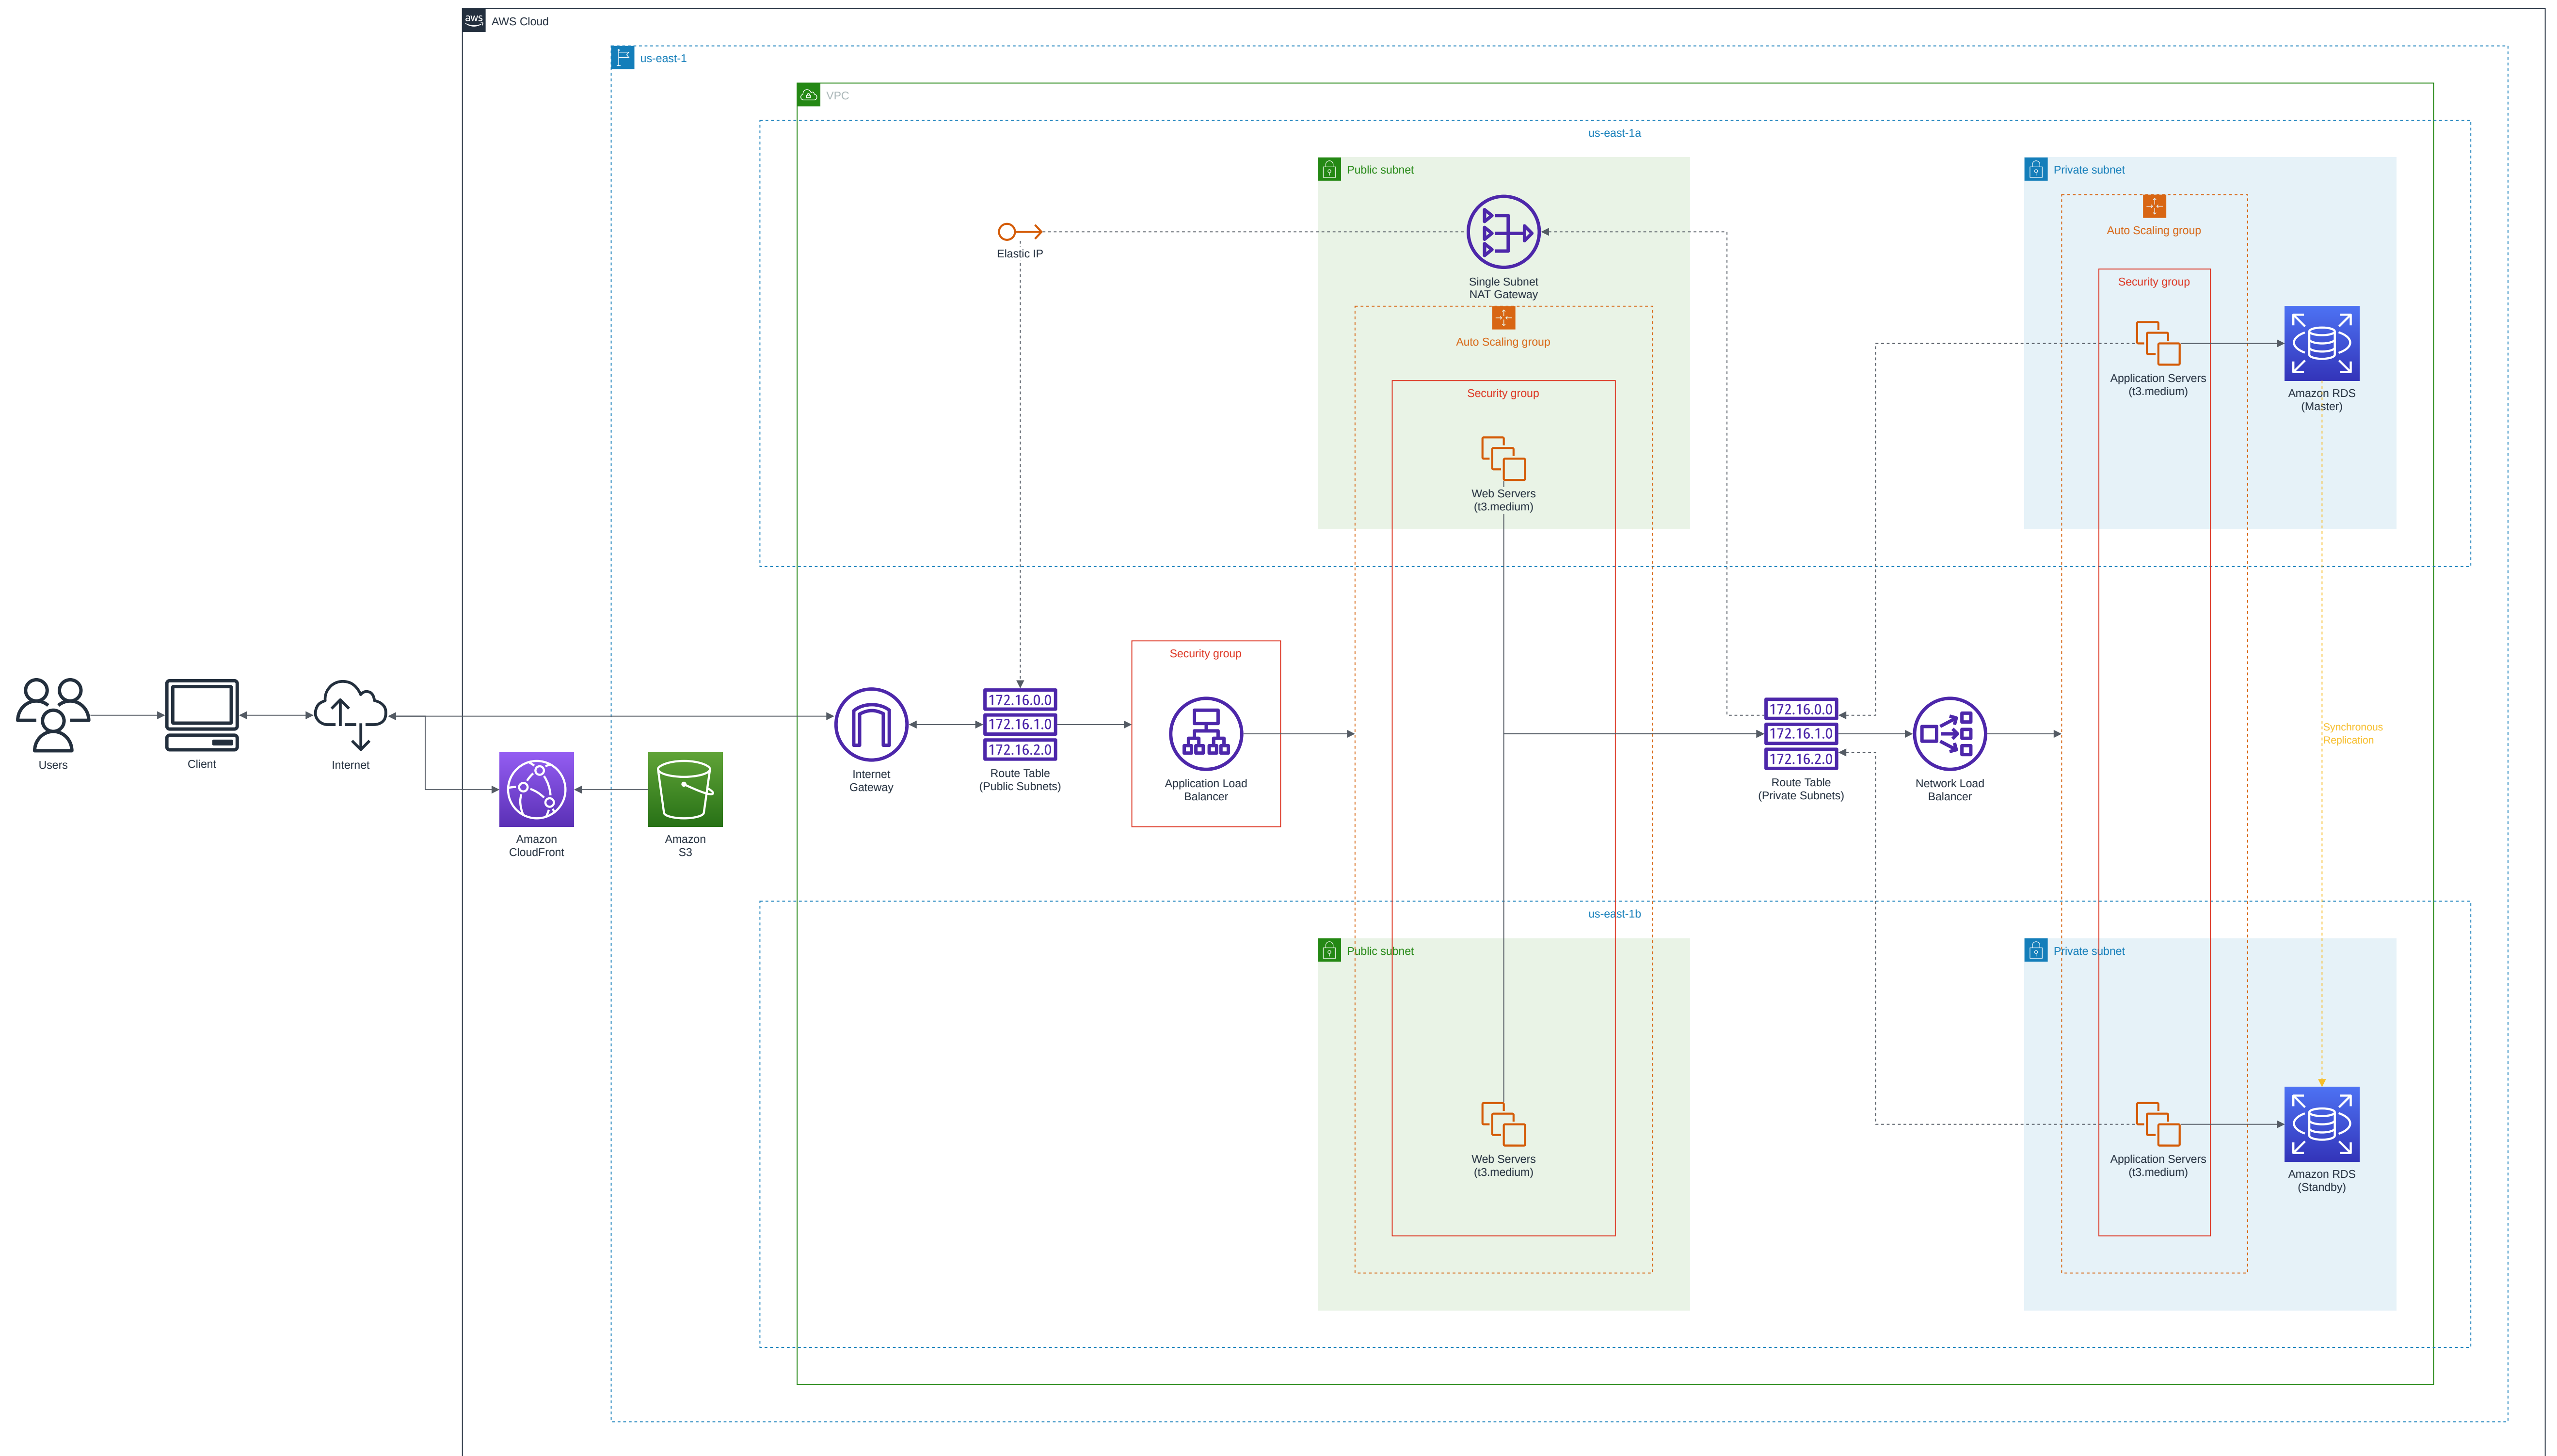 aws
AWS Cloud
us-east-1
VPC
us-east-1a
Public subnet
Private subnet
Auto Scaling group
Elastic IP
Single Subnet
NAT Gateway
Security group
Auto Scaling group
Application Servers
(t3.medium)
Amazon RDS
(Master)
Security group
Web Servers
(t3.medium)
Users
Client
Internet
Amazon
CloudFront
Amazon
S3
Internet
Gateway
172.16.0.0
172.16.1.0
172.16.2.0
Route Table
(Public Subnets)
Security group
Application Load
Balancer
172.16.0.0
172.16.1.0
172.16.2.0
Route Table
(Private Subnets)
Network Load
Balancer
Synchronous
Replication
us-east-1b
Public subnet
Private subnet
Web Servers
(t3.medium)
Application Servers
(t3.medium)
Amazon RDS
(Standby)